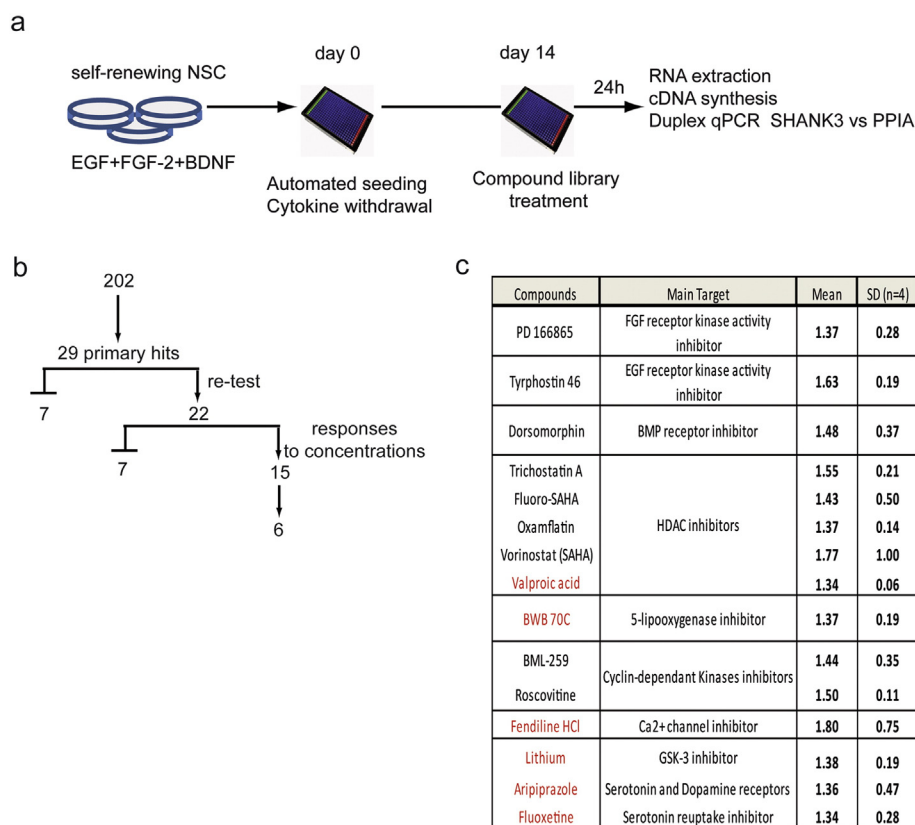 a
self-renewing NSC
EGF+FGF-2+BDNF
day 0
Automated seeding
Cytokine withdrawal
day 14
Compound library
treatment
24h
RNA extraction
cDNA synthesis
Duplex qPCR SHANK3 vs PPIA
b
202
29 primary hits
re-test
7
22
responses
to concentrations
7
15
6
c
Compounds Main Target Mean SD (n=4)
PD 166865 FGF receptor kinase activity inhibitor 1.37 0.28
Tyrphostin 46 EGF receptor kinase activity inhibitor 1.63 0.19
Dorsomorphin BMP receptor inhibitor 1.48 0.37
Trichostatin A 1.55 0.21
Fluoro-SAHA 1.43 0.50
Oxamflatin HDAC inhibitors 1.37 0.14
Vorinostat (SAHA) 1.77 1.00
Valproic acid 1.34 0.06
BWB 70C 5-lipooxygenase inhibitor 1.37 0.19
BML-259 1.44 0.35
Cyclin-dependant Kinases inhibitors
Roscovitine 1.50 0.11
Fendiline HCl Ca2+ channel inhibitor 1.80 0.75
Lithium GSK-3 inhibitor 1.38 0.19
Aripiprazole Serotonin and Dopamine receptors 1.36 0.47
Fluoxetine Serotonin reuptake inhibitor 1.34 0.28